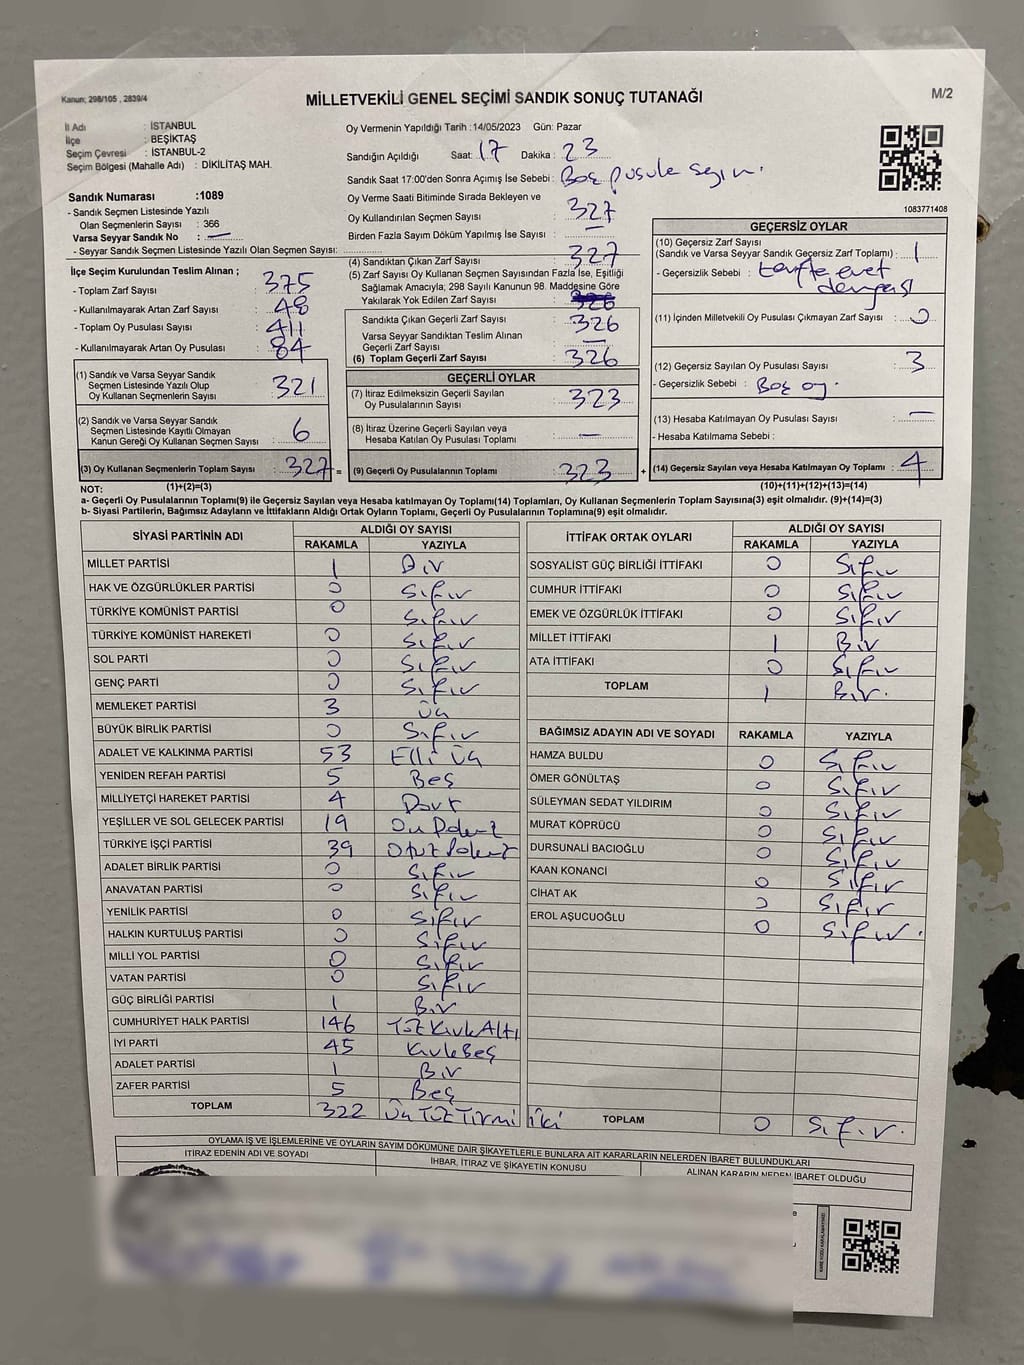 Kanun; 298/105 , 2839/4
MİLLETVEKİLİ GENEL SEÇİMİ SANDIK SONUÇ TUTANAĞI
M/2
İl Adı : İSTANBUL
İlçe : BEŞİKTAŞ
Seçim Çevresi : İSTANBUL-2
Seçim Bölgesi (Mahalle Adı) : DİKİLİTAŞ MAH.
Sandık Numarası :1089
- Sandık Seçmen Listesinde Yazılı
Olan Seçmenlerin Sayısı : 366
Varsa Seyyar Sandık No : —
- Seyyar Sandık Seçmen Listesinde Yazılı Olan Seçmen Sayısı:
Oy Vermenin Yapıldığı Tarih :14/05/2023 Gün: Pazar
Sandığın Açıldığı Saat: 17 Dakika : 23
Sandık Saat 17:00'den Sonra Açımış İse Sebebi : Boş pusula sayım.
Oy Verme Saati Bitiminde Sırada Bekleyen ve
Oy Kullandırılan Seçmen Sayısı : 327
Birden Fazla Sayım Döküm Yapılmış İse Sayısı : —
1083771408
İlçe Seçim Kurulundan Teslim Alınan ;
- Toplam Zarf Sayısı : 375
- Kullanılmayarak Artan Zarf Sayısı : 48
- Toplam Oy Pusulası Sayısı : 411
- Kullanılmayarak Artan Oy Pusulası : 84
(1) Sandık ve Varsa Seyyar Sandık
Seçmen Listesinde Yazılı Olup
Oy Kullanan Seçmenlerin Sayısı : 321
(2) Sandık ve Varsa Seyyar Sandık
Seçmen Listesinde Kayıtlı Olmayan
Kanun Gereği Oy Kullanan Seçmen Sayısı : 6
(3) Oy Kullanan Seçmenlerin Toplam Sayısı : 327 =
(4) Sandıktan Çıkan Zarf Sayısı : 327
(5) Zarf Sayısı Oy Kullanan Seçmen Sayısından Fazla İse, Eşitliği
Sağlamak Amacıyla; 298 Sayılı Kanunun 98. Maddesine Göre
Yakılarak Yok Edilen Zarf Sayısı :
Sandıkta Çıkan Geçerli Zarf Sayısı : 326
Varsa Seyyar Sandıktan Teslim Alınan
Geçerli Zarf Sayısı : —
(6) Toplam Geçerli Zarf Sayısı : 326
GEÇERLİ OYLAR
(7) İtiraz Edilmeksizin Geçerli Sayılan
Oy Pusulalarının Sayısı : 323
(8) İtiraz Üzerine Geçerli Sayılan veya
Hesaba Katılan Oy Pusulası Toplamı : —
(9) Geçerli Oy Pusulalarının Toplamı : 323 +
GEÇERSİZ OYLAR
(10) Geçersiz Zarf Sayısı
(Sandık ve Varsa Seyyar Sandık Geçersiz Zarf Toplamı) : 1
- Geçersizlik Sebebi : evet
(11) İçinden Milletvekili Oy Pusulası Çıkmayan Zarf Sayısı : 0
(12) Geçersiz Sayılan Oy Pusulası Sayısı : 3
- Geçersizlik Sebebi : Boş oy.
(13) Hesaba Katılmayan Oy Pusulası Sayısı : —
- Hesaba Katılmama Sebebi :
(14) Geçersiz Sayılan veya Hesaba Katılmayan Oy Toplamı : 4
NOT: (1)+(2)=(3) (10)+(11)+(12)+(13)=(14)
a- Geçerli Oy Pusulalarının Toplamı(9) ile Geçersiz Sayılan veya Hesaba katılmayan Oy Toplamı(14) Toplamları, Oy Kullanan Seçmenlerin Toplam Sayısına(3) eşit olmalıdır. (9)+(14)=(3)
b- Siyasi Partilerin, Bağımsız Adayların ve İttifakların Aldığı Ortak Oyların Toplamı, Geçerli Oy Pusulalarının Toplamına(9) eşit olmalıdır.
SİYASİ PARTİNİN ADI ALDIĞI OY SAYISI
RAKAMLA YAZIYLA
MİLLET PARTİSİ 1 Bir
HAK VE ÖZGÜRLÜKLER PARTİSİ 0 Sıfır
TÜRKİYE KOMÜNİST PARTİSİ 0 Sıfır
TÜRKİYE KOMÜNİST HAREKETİ 0 Sıfır
SOL PARTİ 0 Sıfır
GENÇ PARTİ 0 Sıfır
MEMLEKET PARTİSİ 3 Üç
BÜYÜK BİRLİK PARTİSİ 0 Sıfır
ADALET VE KALKINMA PARTİSİ 53 Elli Üç
YENİDEN REFAH PARTİSİ 5 Beş
MİLLİYETÇİ HAREKET PARTİSİ 4 Dört
YEŞİLLER VE SOL GELECEK PARTİSİ 19 On Dokuz
TÜRKİYE İŞÇİ PARTİSİ 39 Otuz Dokuz
ADALET BİRLİK PARTİSİ 0 Sıfır
ANAVATAN PARTİSİ 0 Sıfır
YENİLİK PARTİSİ 0 Sıfır
HALKIN KURTULUŞ PARTİSİ 0 Sıfır
MİLLİ YOL PARTİSİ 0 Sıfır
VATAN PARTİSİ 0 Sıfır
GÜÇ BİRLİĞİ PARTİSİ 1 Bir
CUMHURİYET HALK PARTİSİ 146 Yüz Kırk Altı
İYİ PARTİ 45 Kırk Beş
ADALET PARTİSİ 1 Bir
ZAFER PARTİSİ 5 Beş
TOPLAM 322 Üç Yüz Yirmi iki
İTTİFAK ORTAK OYLARI ALDIĞI OY SAYISI
RAKAMLA YAZIYLA
SOSYALİST GÜÇ BİRLİĞİ İTTİFAKI 0 Sıfır
CUMHUR İTTİFAKI 0 Sıfır
EMEK VE ÖZGÜRLÜK İTTİFAKI 0 Sıfır
MİLLET İTTİFAKI 1 Bir
ATA İTTİFAKI 0 Sıfır
TOPLAM 1 Bir.
BAĞIMSIZ ADAYIN ADI VE SOYADI RAKAMLA YAZIYLA
HAMZA BULDU 0 Sıfır
ÖMER GÖNÜLTAŞ 0 Sıfır
SÜLEYMAN SEDAT YILDIRIM 0 Sıfır
MURAT KÖPRÜCÜ 0 Sıfır
DURSUNALİ BACIOĞLU 0 Sıfır
KAAN KONANCİ 0 Sıfır
CİHAT AK 0 Sıfır
EROL AŞUCUOĞLU 0 Sıfır.
TOPLAM 0 Sıfır.
OYLAMA İŞ VE İŞLEMLERİNE VE OYLARIN SAYIM DÖKÜMÜNE DAİR ŞİKAYETLERLE BUNLARA AİT KARARLARIN NELERDEN İBARET BULUNDUKLARI
İTİRAZ EDENİN ADI VE SOYADI
İHBAR, İTİRAZ VE ŞİKAYETİN KONUSU
ALINAN KARARIN NEDEN İBARET OLDUĞU